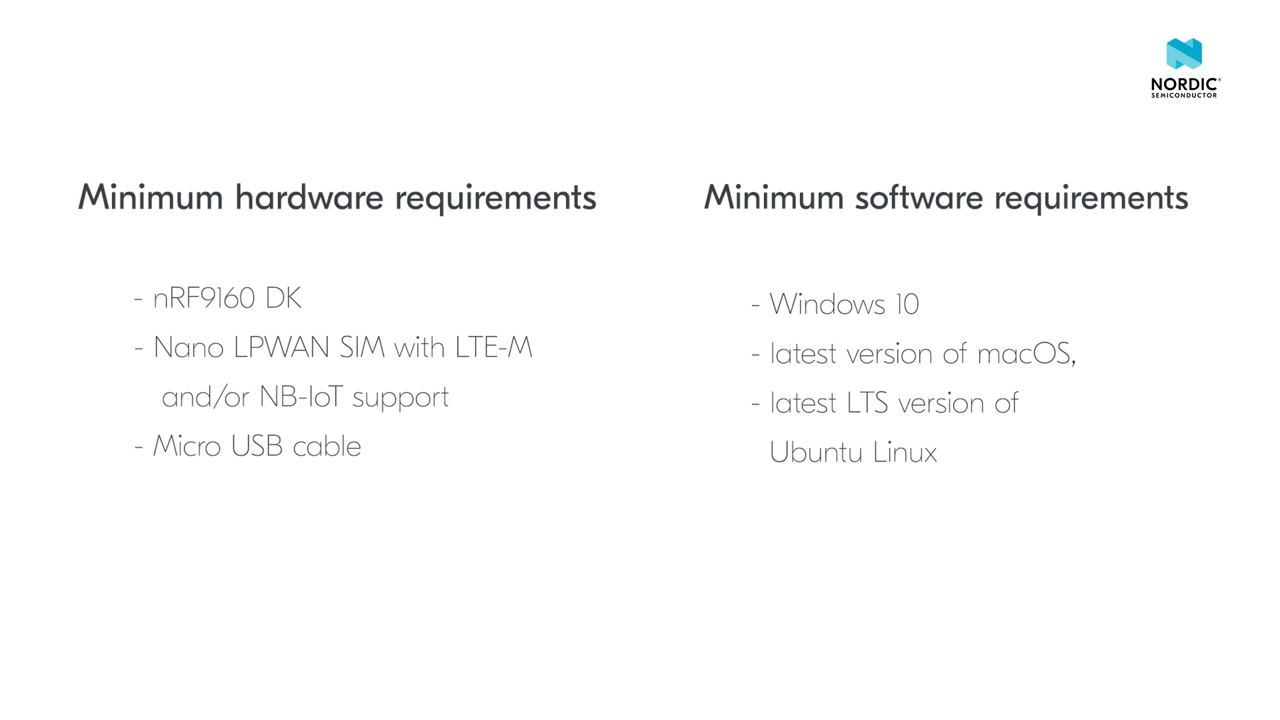 NORDIC®
SEMICONDUCTOR
Minimum hardware requirements
- nRF9160 DK
- Nano LPWAN SIM with LTE-M
and/or NB-IoT support
- Micro USB cable
Minimum software requirements
- Windows 10
- latest version of macOS,
- latest LTS version of
Ubuntu Linux